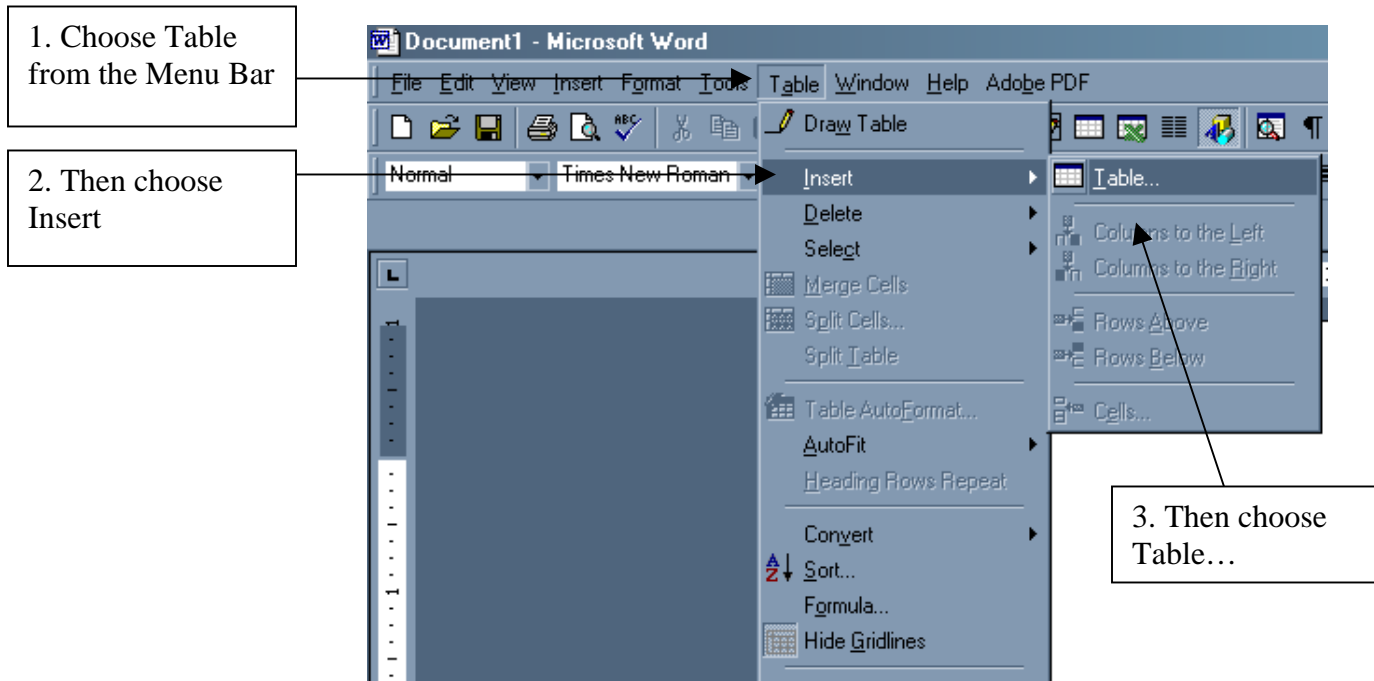 1. Choose Table
from the Menu Bar
2. Then choose
Insert
Document1 - Microsoft Word
File Edit View Insert Format Tools Table Window Help Adobe PDF
ABC
Normal Times New Roman
Draw Table
Insert
Delete
Select
Merge Cells
Split Cells...
Split Table
Table AutoFormat...
AutoFit
Heading Rows Repeat
Convert
Sort...
Formula...
Hide Gridlines
Table...
Columns to the Left
Columns to the Right
Rows Above
Rows Below
Cells...
3. Then choose
Table…
L
1
1
A
Z